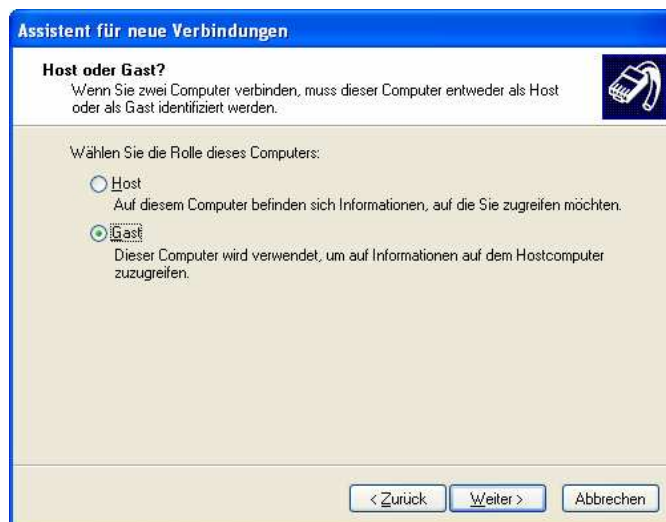 Assistent für neue Verbindungen
Host oder Gast?
Wenn Sie zwei Computer verbinden, muss dieser Computer entweder als Host
oder als Gast identifiziert werden.
Wählen Sie die Rolle dieses Computers:
Host
Auf diesem Computer befinden sich Informationen, auf die Sie zugreifen möchten.
Gast
Dieser Computer wird verwendet, um auf Informationen auf dem Hostcomputer
zuzugreifen.
< Zurück
Weiter >
Abbrechen